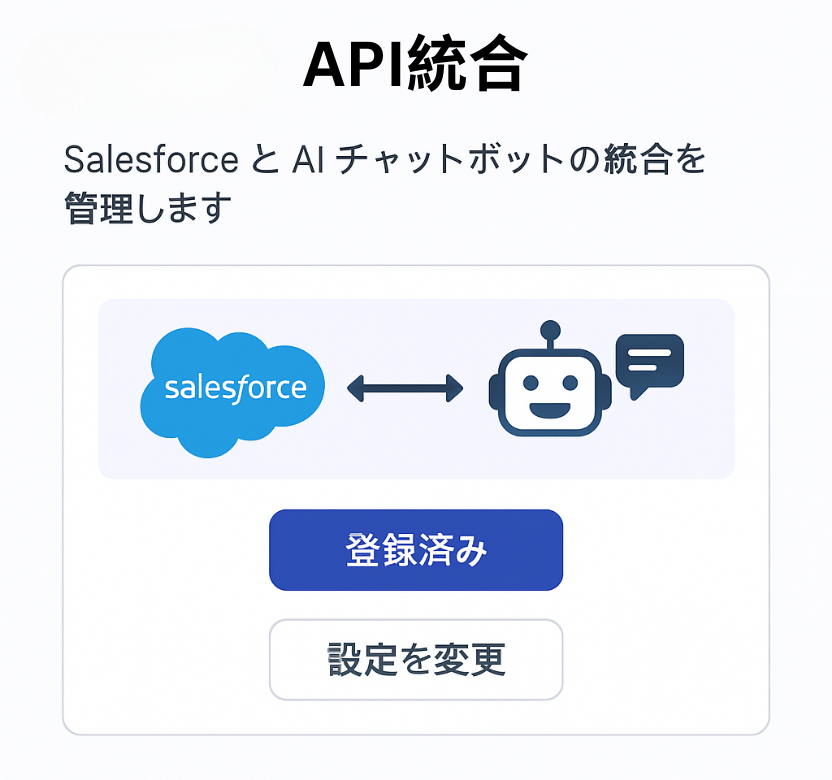 API統合
Salesforce と AI チャットボットの統合を
管理します
salesforce
登録済み
設定を変更